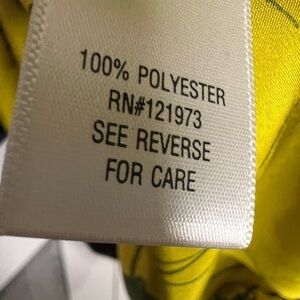 100% POLYESTER
RN#121973
SEE REVERSE
FOR CARE